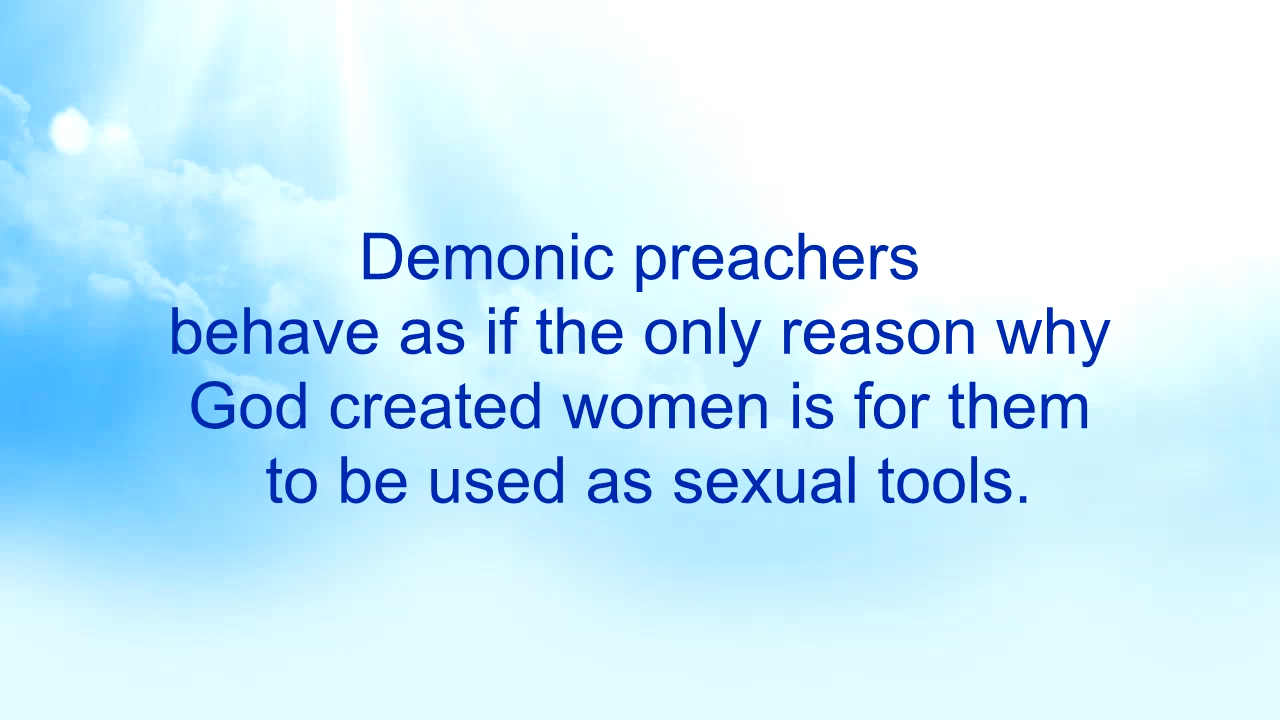 Demonic preachers
behave as if the only reason why
God created women is for them
to be used as sexual tools.